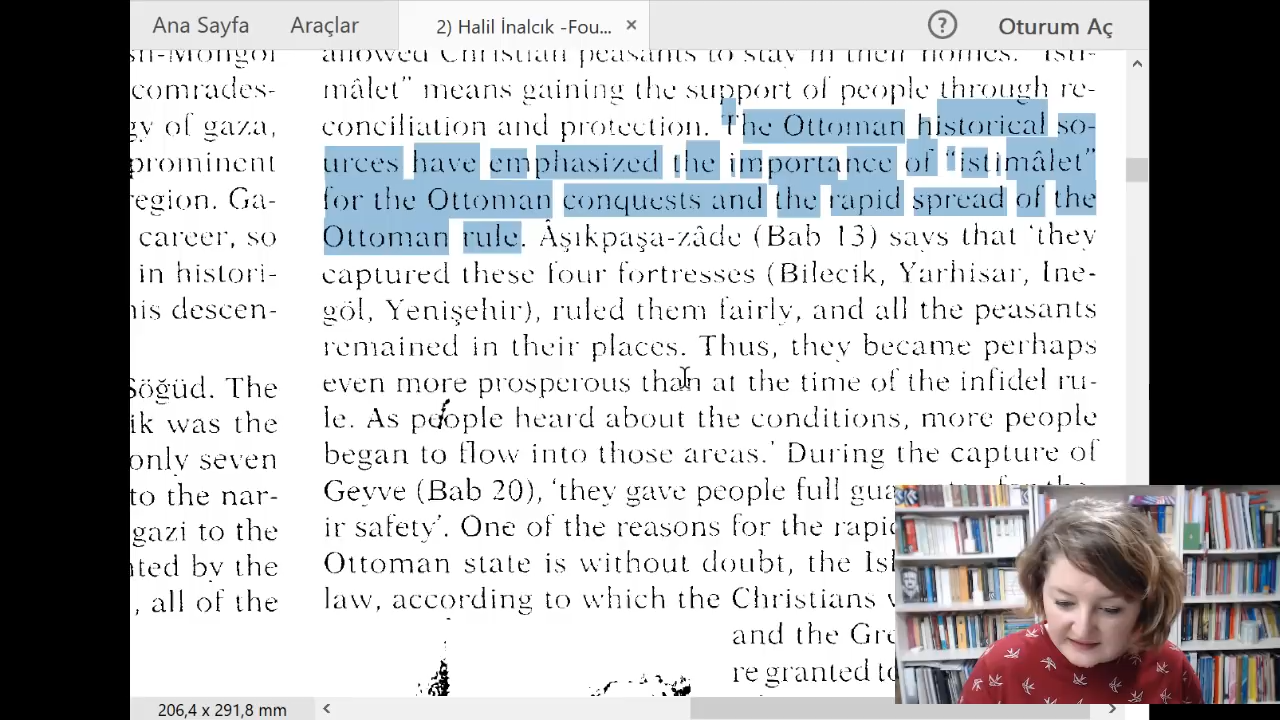 Ana Sayfa
Araçlar
2) Halil İnalcık -Fou...
Oturum Aç
comrades-
gy of gaza,
prominent
region. Ga-
career, so
in histori-
his descen-
Söğüd. The
ik was the
only seven
to the nar-
gazi to the
nted by the
, all of the
allowed Christian peasants to stay in their homes. "Isti-
mâlet" means gaining the support of people through re-
conciliation and protection. The Ottoman historical so-
urces have emphasized the importance of "istimâlet"
for the Ottoman conquests and the rapid spread of the
Ottoman rule. Âşıkpaşa-zâde (Bab 13) says that 'they
captured these four fortresses (Bilecik, Yarhisar, Ine-
göl, Yenişehir), ruled them fairly, and all the peasants
remained in their places. Thus, they became perhaps
even more prosperous than at the time of the infidel ru-
le. As people heard about the conditions, more people
began to flow into those areas.' During the capture of
Geyve (Bab 20), 'they gave people full
ir safety'. One of the reasons for the rapid
Ottoman state is without doubt, the
law, according to which the Christians
and the Gre
re granted to
206,4 x 291,8 mm